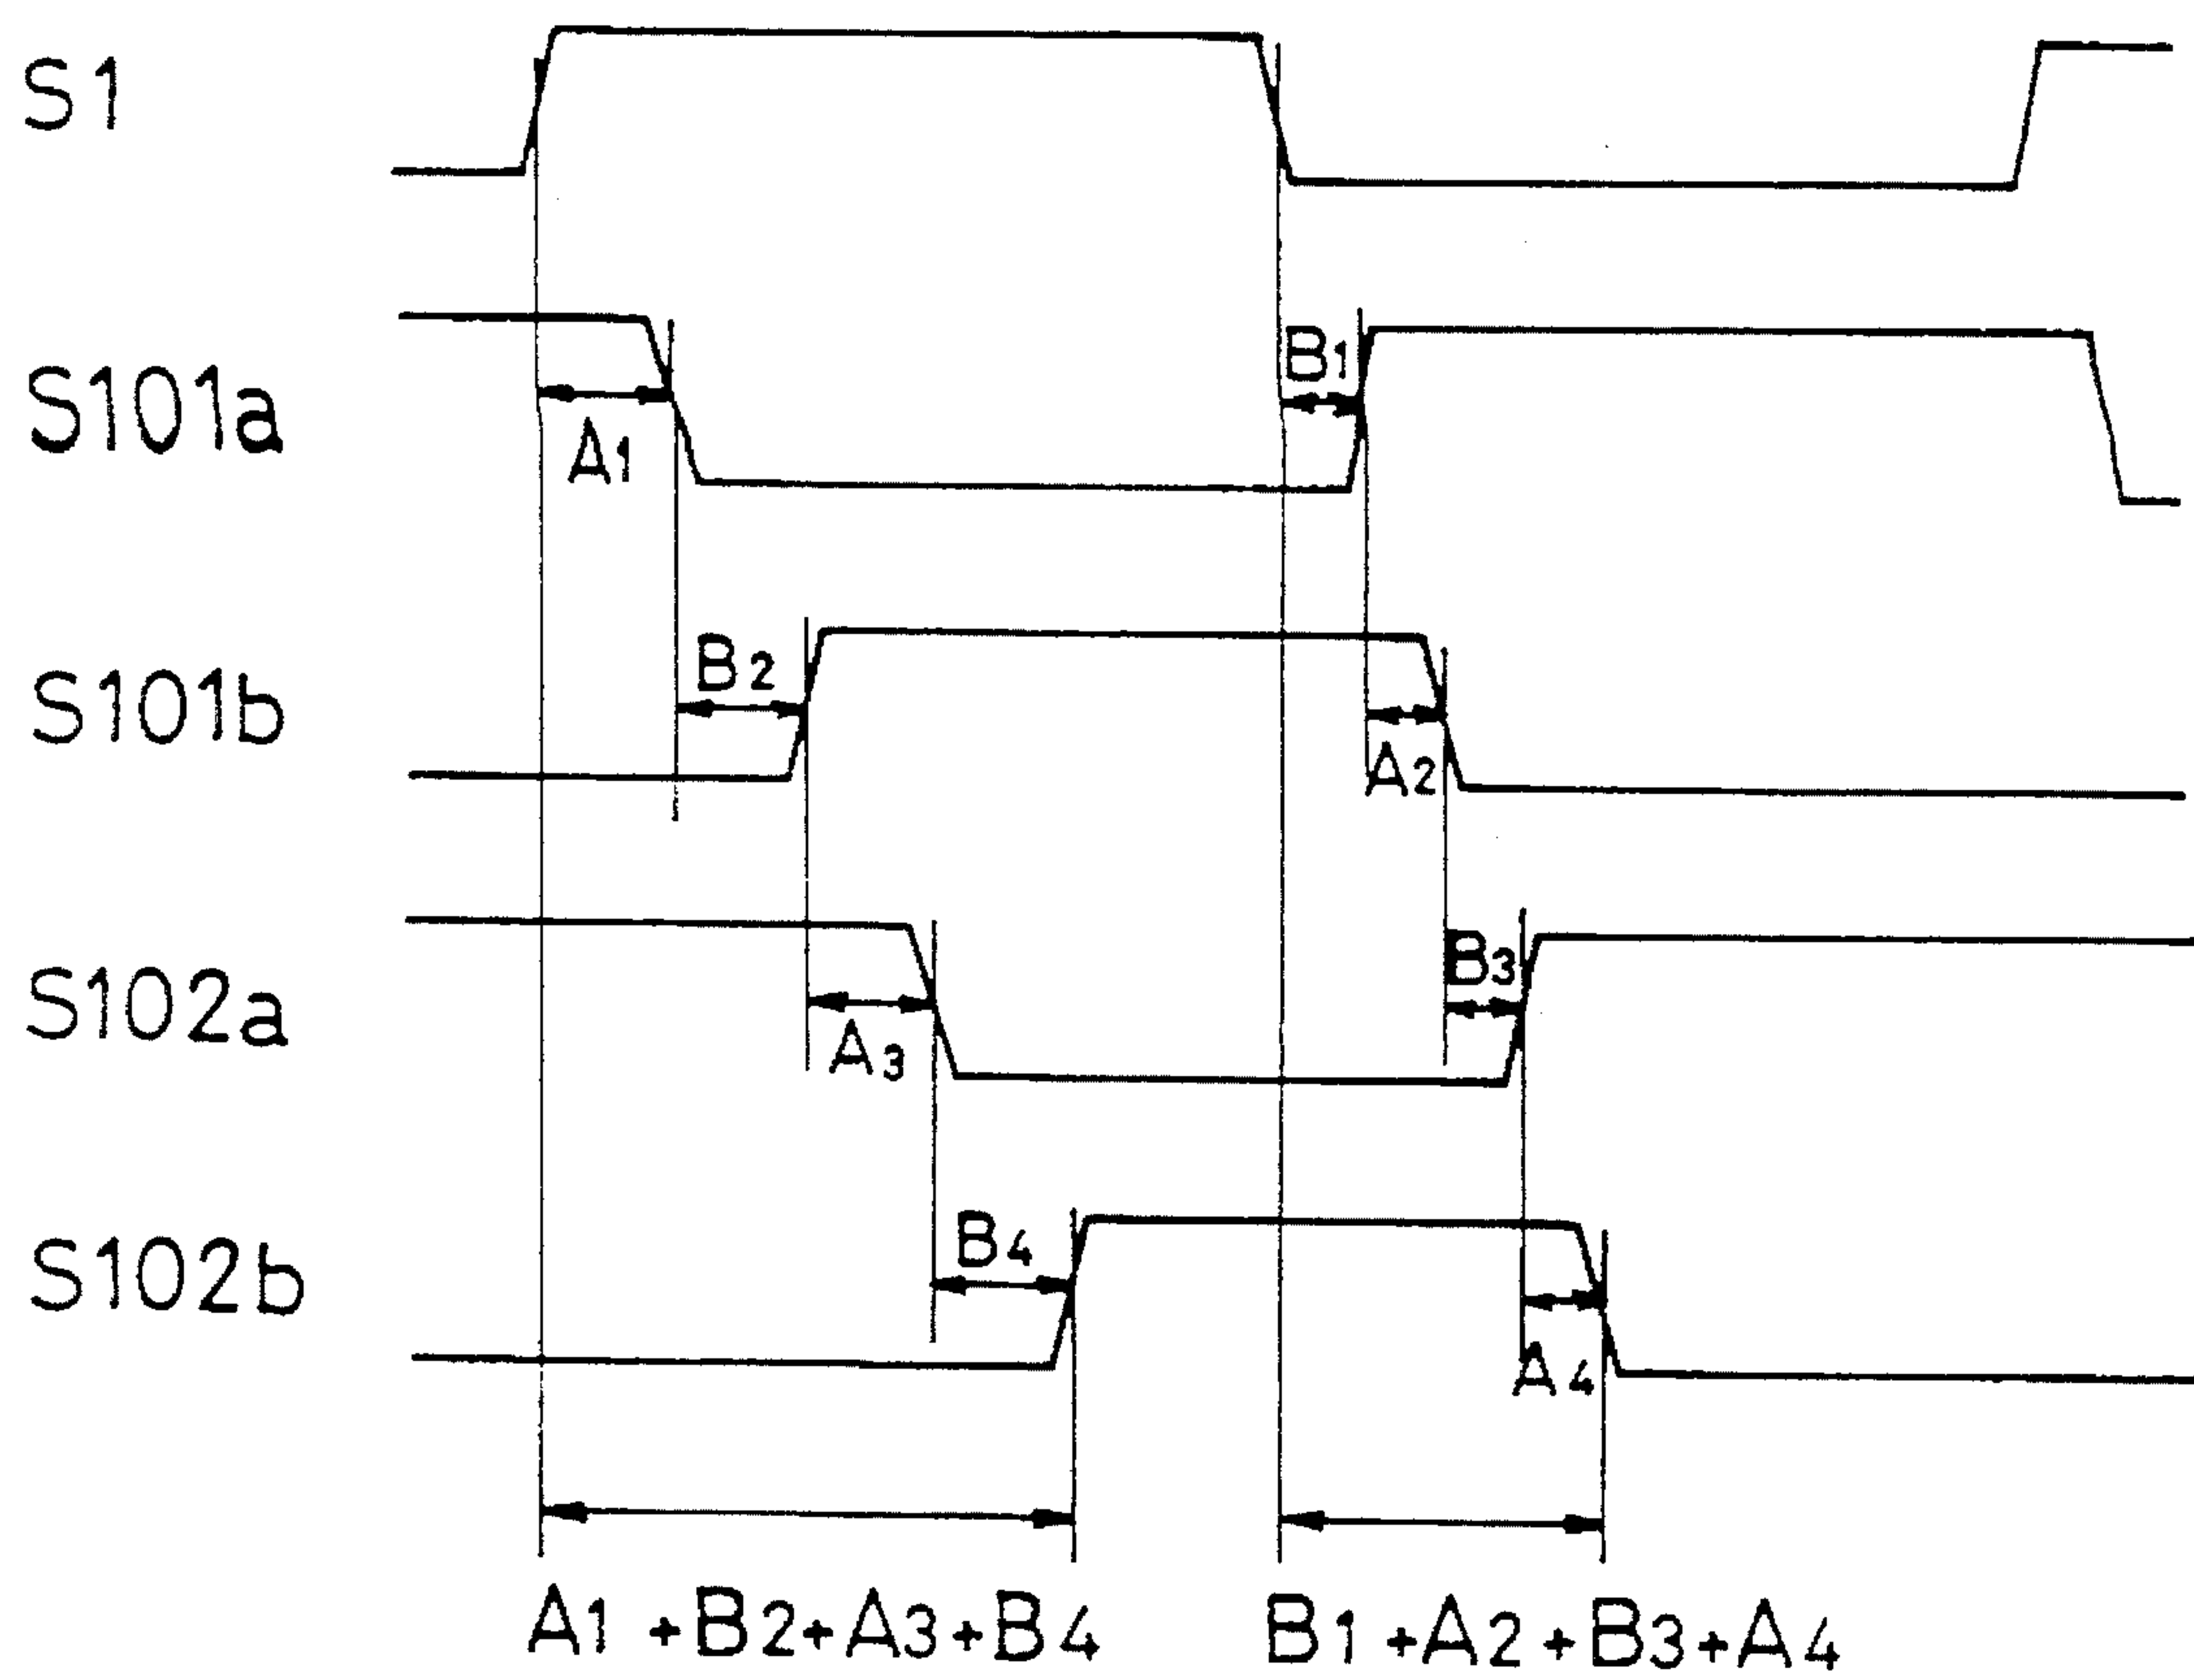 S1
S101a
A1
B1
S101b
B2
A2
S102a
A3
B3
S102b
B4
A4
A1 +B2+A3+B4
B1 +A2+B3+A4